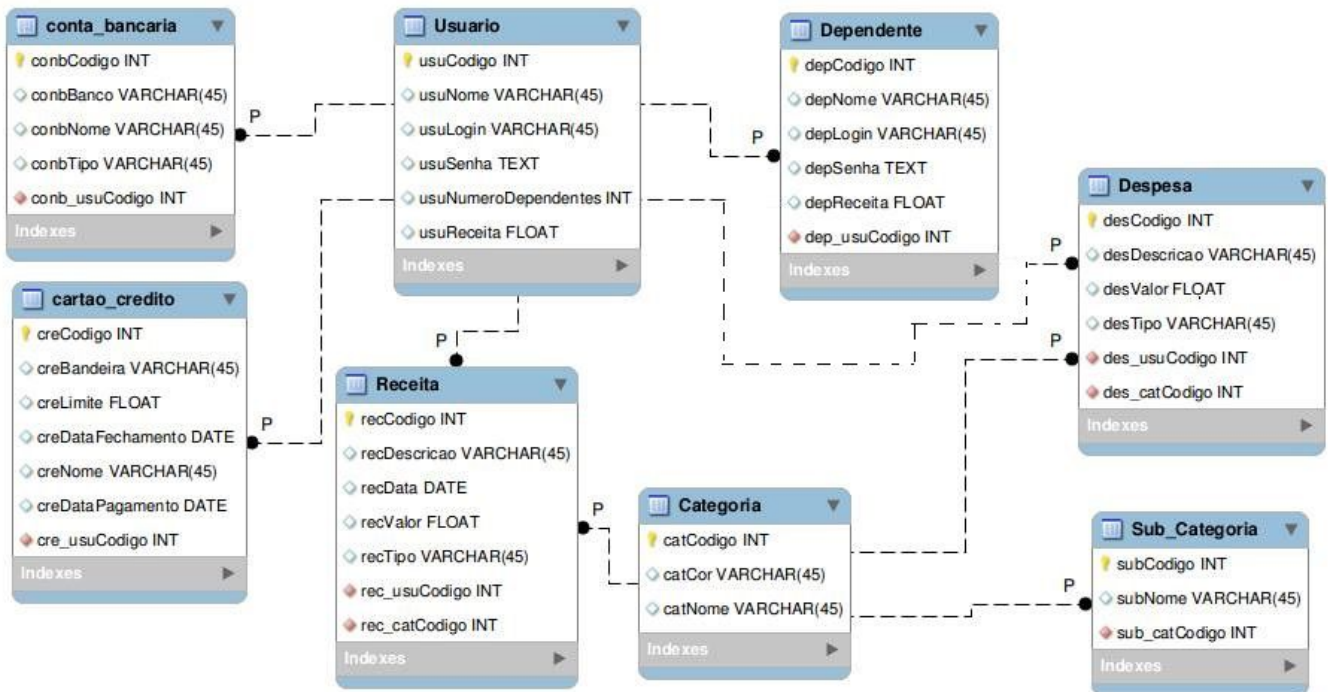 conta_bancaria
conbCodigo INT
conbBanco VARCHAR(45)
conbNome VARCHAR(45)
conbTipo VARCHAR(45)
conb_usuCodigo INT
Indexes
P
Usuario
usuCodigo INT
usuNome VARCHAR(45)
usuLogin VARCHAR(45)
usuSenha TEXT
usuNumeroDependentes INT
usuReceita FLOAT
Indexes
P
Dependente
depCodigo INT
depNome VARCHAR(45)
depLogin VARCHAR(45)
depSenha TEXT
depReceita FLOAT
dep_usuCodigo INT
Indexes
P
Despesa
desCodigo INT
desDescricao VARCHAR(45)
desValor FLOAT
desTipo VARCHAR(45)
des_usuCodigo INT
des_catCodigo INT
Indexes
P
cartao_credito
creCodigo INT
creBandeira VARCHAR(45)
creLimite FLOAT
creDataFechamento DATE
creNome VARCHAR(45)
creDataPagamento DATE
cre_usuCodigo INT
Indexes
P
P
Receita
recCodigo INT
recDescricao VARCHAR(45)
recData DATE
recValor FLOAT
recTipo VARCHAR(45)
rec_usuCodigo INT
rec_catCodigo INT
Indexes
P
Categoria
catCodigo INT
catCor VARCHAR(45)
catNome VARCHAR(45)
Indexes
P
P
Sub_Categoria
subCodigo INT
subNome VARCHAR(45)
sub_catCodigo INT
Indexes